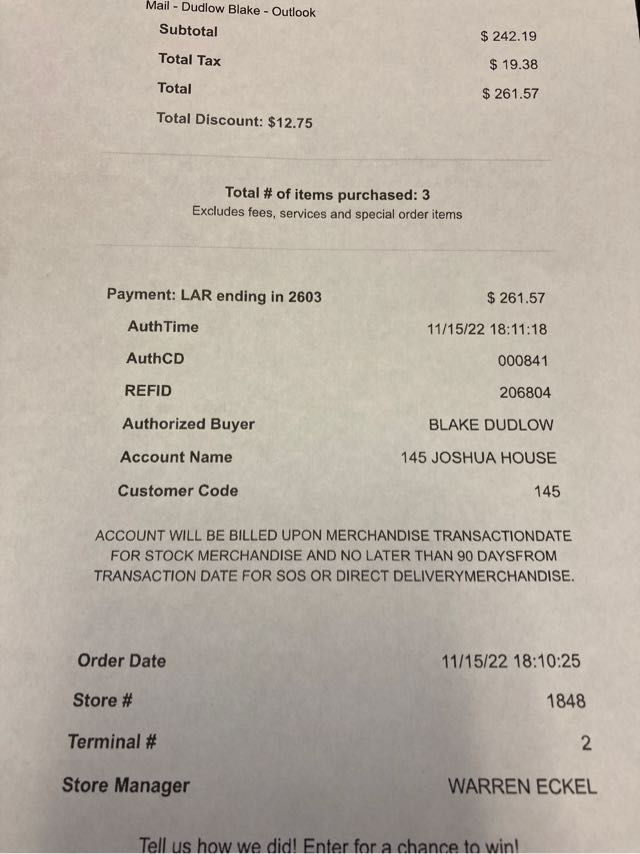 Mail - Dudlow Blake - Outlook
Subtotal $ 242.19
Total Tax $ 19.38
Total $ 261.57
Total Discount: $12.75
Total # of items purchased: 3
Excludes fees, services and special order items
Payment: LAR ending in 2603 $ 261.57
AuthTime 11/15/22 18:11:18
AuthCD 000841
REFID 206804
Authorized Buyer BLAKE DUDLOW
Account Name 145 JOSHUA HOUSE
Customer Code 145
ACCOUNT WILL BE BILLED UPON MERCHANDISE TRANSACTIONDATE
FOR STOCK MERCHANDISE AND NO LATER THAN 90 DAYSFROM
TRANSACTION DATE FOR SOS OR DIRECT DELIVERYMERCHANDISE.
Order Date 11/15/22 18:10:25
Store # 1848
Terminal # 2
Store Manager WARREN ECKEL
Tell us how we did! Enter for a chance to win!